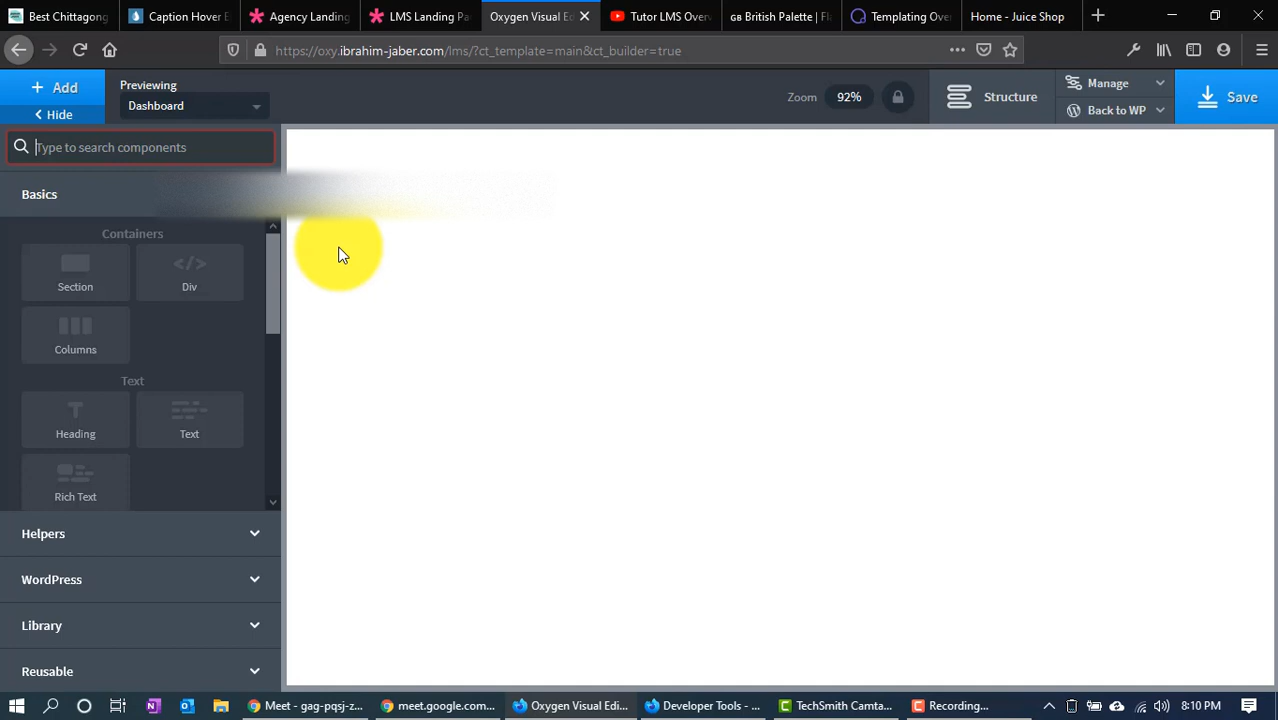 Best Chittagong
Caption Hover E
Agency Landing
LMS Landing Pa
Oxygen Visual Ed
Tutor LMS Over
GB British Palette | Fla
Templating Ove
Home - Juice Shop
https://oxy.ibrahim-jaber.com/lms/?ct_template=main&ct_builder=true
+ Add
Hide
Previewing
Dashboard
Zoom 92%
Structure
Manage
Back to WP
Save
Type to search components
Basics
Containers
Section
Div
Columns
Text
Heading
Text
Rich Text
Helpers
WordPress
Library
Reusable
Meet - gag-pqsj-z...
meet.google.com...
Oxygen Visual Edi...
Developer Tools - ...
TechSmith Camta...
Recording...
8:10 PM